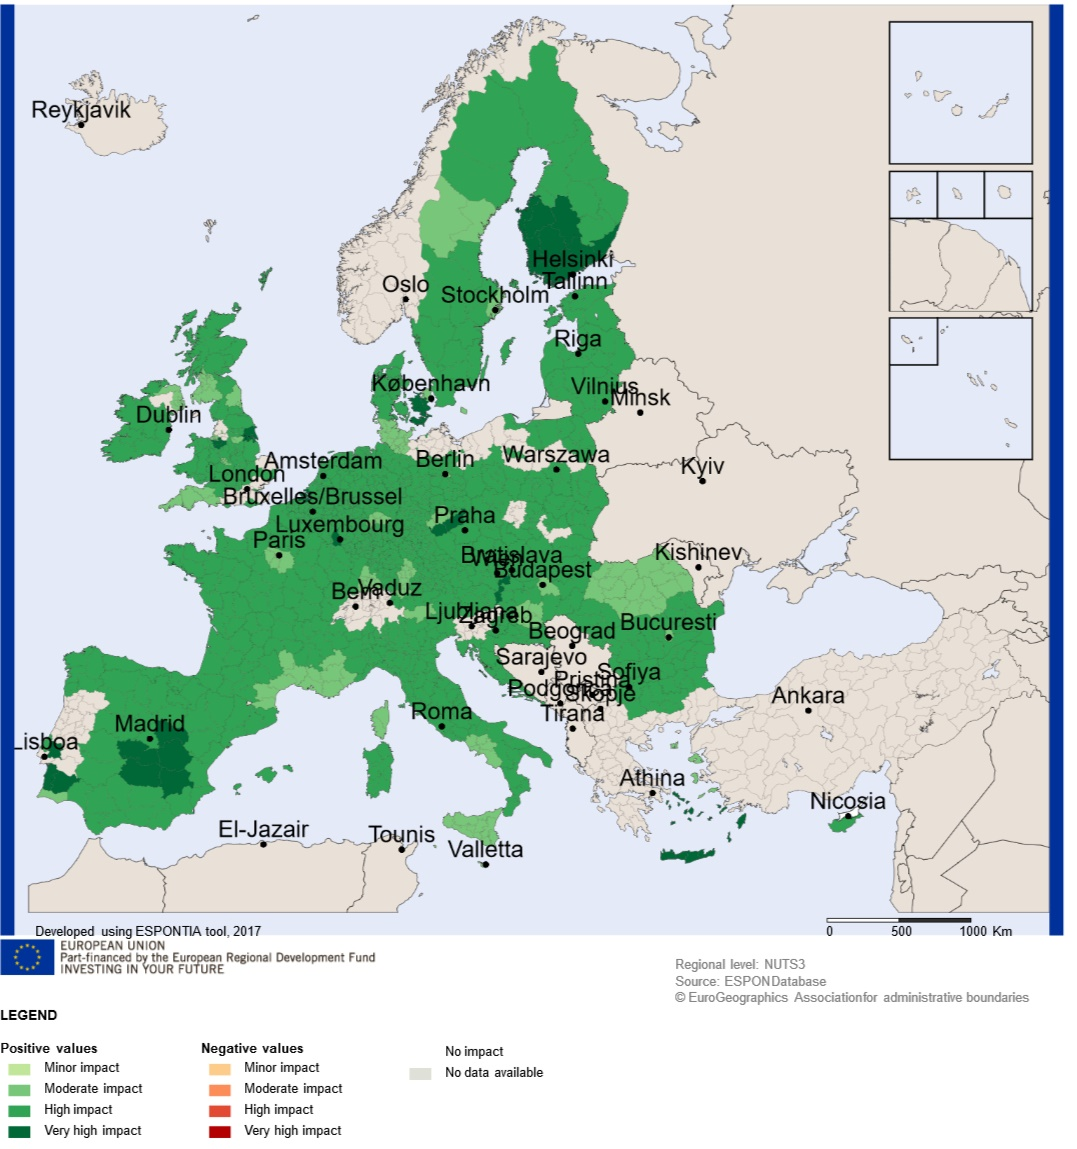 Reykjavik
Oslo
Helsinki
Tallinn
Stockholm
Riga
København
Vilnius
Minsk
Dublin
Amsterdam
Berlin
Warszawa
London
Kyiv
Bruxelles/Brussel
Luxembourg
Praha
Paris
Bratislava
Wien
Budapest
Kishinev
Bern
Vaduz
Ljubljana
Zagreb
Beograd
Bucuresti
Sarajevo
Sofiya
Pristina
Podgorica
Skopje
Tirana
Roma
Ankara
Madrid
Lisboa
Athina
Nicosia
El-Jazair
Tounis
Valletta
Developed using ESPONTIA tool, 2017
0 500 1000 Km
EUROPEAN UNION
Part-financed by the European Regional Development Fund
INVESTING IN YOUR FUTURE
Regional level: NUTS3
Source: ESPONDatabase
© EuroGeographics Associationfor administrative boundaries
LEGEND
Positive values
Minor impact
Moderate impact
High impact
Very high impact
Negative values
Minor impact
Moderate impact
High impact
Very high impact
No impact
No data available